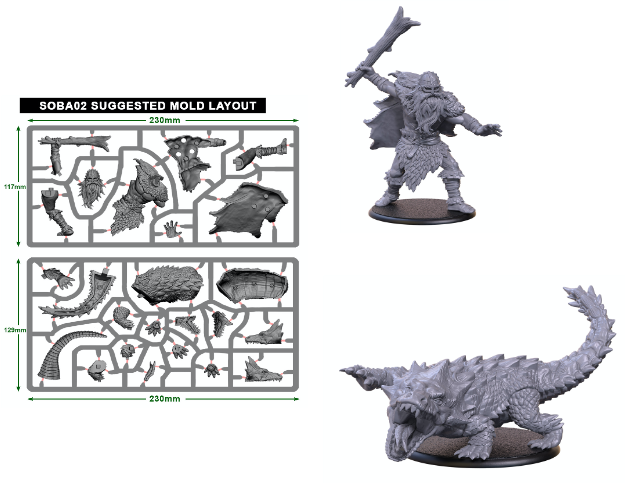 SOBA02 SUGGESTED MOLD LAYOUT
230mm
117mm
129mm
230mm